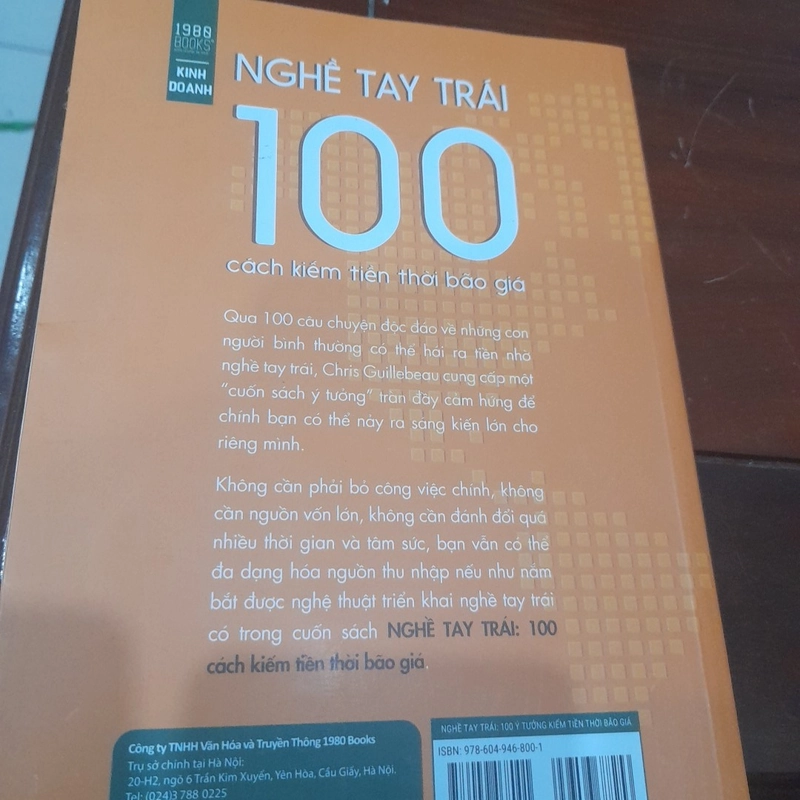 1980
BOOKS
KINH
DOANH
NGHỀ TAY TRÁI
100
cách kiếm tiền thời bão giá
Qua 100 câu chuyện độc đáo về những con
người bình thường có thể hái ra tiền nhờ
nghề tay trái, Chris Guillebeau cung cấp một
"cuốn sách ý tưởng" tràn đầy cảm hứng để
chính bạn có thể nảy ra sáng kiến lớn cho
riêng mình.
Không cần phải bỏ công việc chính, không
cần nguồn vốn lớn, không cần đánh đổi quá
nhiều thời gian và tâm sức, bạn vẫn có thể
đa dạng hóa nguồn thu nhập nếu như nắm
bắt được nghệ thuật triển khai nghề tay trái
có trong cuốn sách NGHỀ TAY TRÁI: 100
cách kiếm tiền thời bão giá.
Công ty TNHH Văn Hóa và Truyền Thông 1980 Books
Trụ sở chính tại Hà Nội:
20-H2, ngõ 6 Trần Kim Xuyến, Yên Hòa, Cầu Giấy, Hà Nội.
Tel: (024)3 788 0225
NGHỀ TAY TRÁI: 100 Ý TƯỞNG KIẾM TIỀN THỜI BÃO GIÁ
ISBN: 978-604-946-800-1